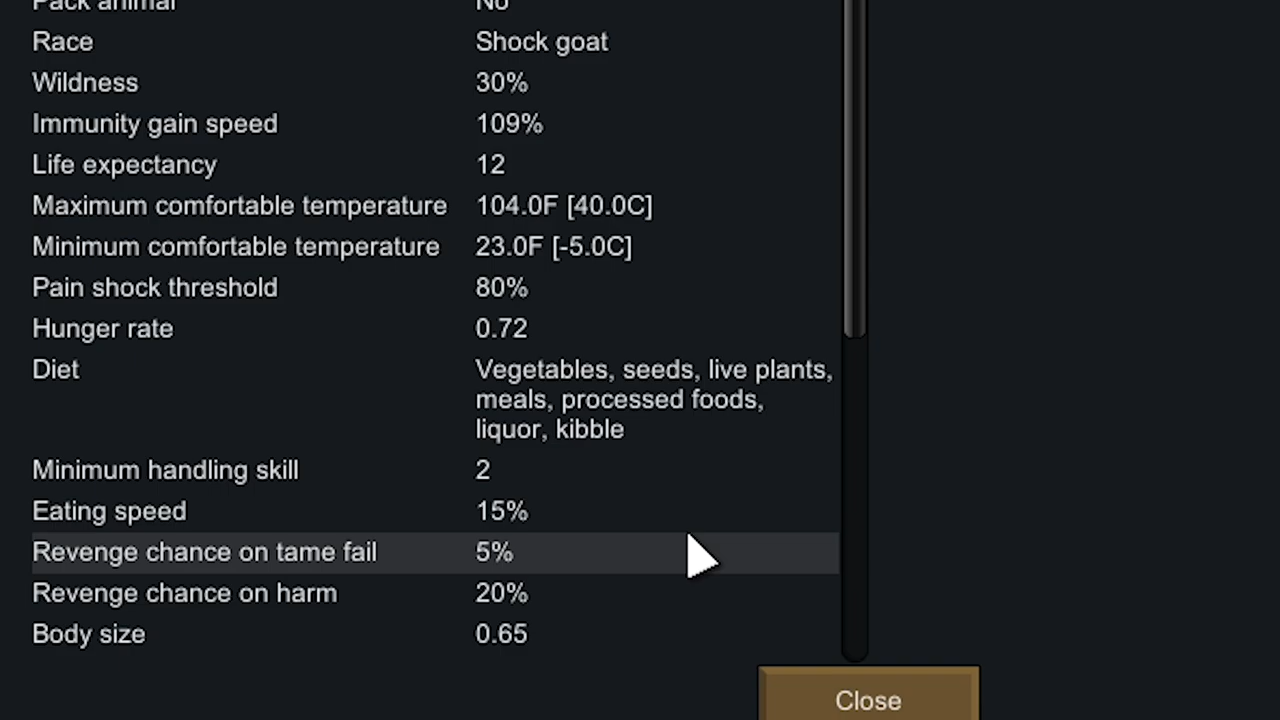 Pack animal No
Race Shock goat
Wildness 30%
Immunity gain speed 109%
Life expectancy 12
Maximum comfortable temperature 104.0F [40.0C]
Minimum comfortable temperature 23.0F [-5.0C]
Pain shock threshold 80%
Hunger rate 0.72
Diet Vegetables, seeds, live plants,
meals, processed foods,
liquor, kibble
Minimum handling skill 2
Eating speed 15%
Revenge chance on tame fail 5%
Revenge chance on harm 20%
Body size 0.65
Close